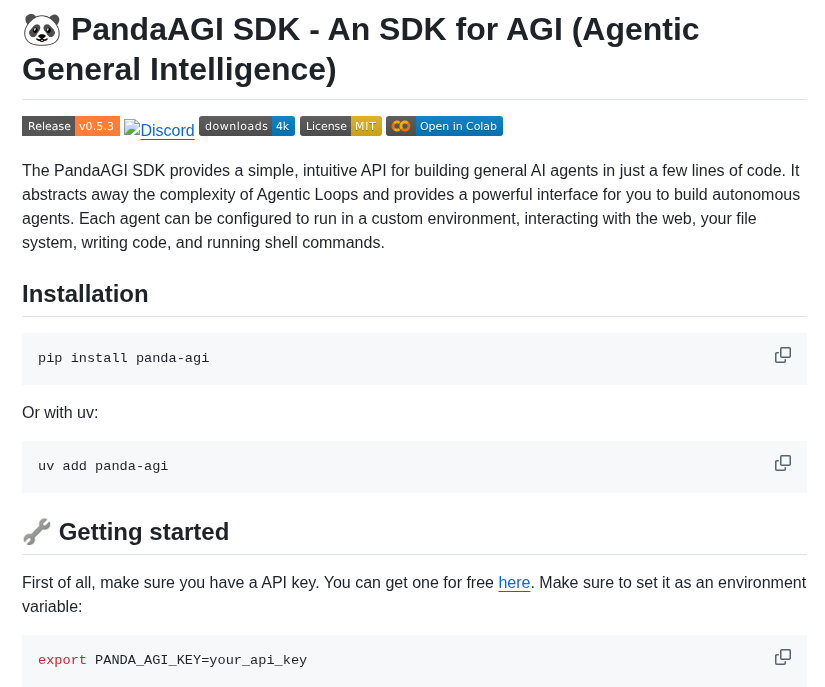 🐼 PandaAGI SDK - An SDK for AGI (Agentic
General Intelligence)
Release v0.5.3 Discord downloads 4k License MIT Open in Colab
The PandaAGI SDK provides a simple, intuitive API for building general AI agents in just a few lines of code. It
abstracts away the complexity of Agentic Loops and provides a powerful interface for you to build autonomous
agents. Each agent can be configured to run in a custom environment, interacting with the web, your file
system, writing code, and running shell commands.
Installation
pip install panda-agi
Or with uv:
uv add panda-agi
🔧 Getting started
First of all, make sure you have a API key. You can get one for free here. Make sure to set it as an environment
variable:
export PANDA_AGI_KEY=your_api_key